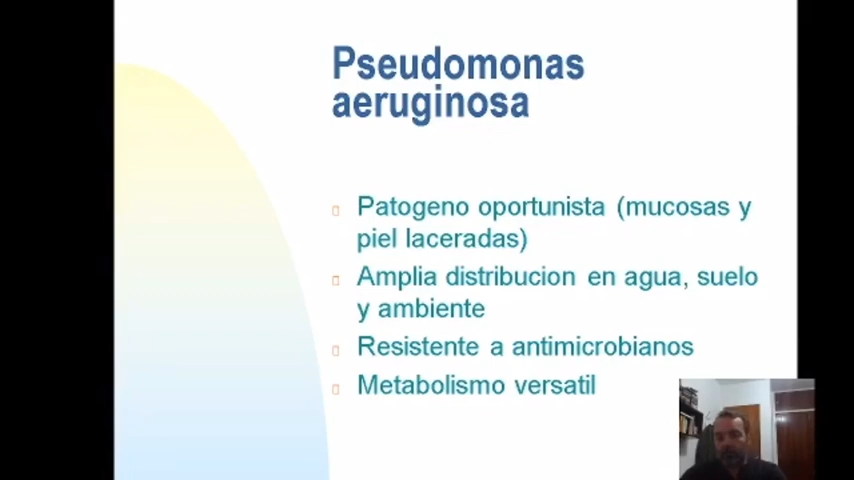 Pseudomonas
aeruginosa
Patogeno oportunista (mucosas y
piel laceradas)
Amplia distribucion en agua, suelo
y ambiente
Resistente a antimicrobianos
Metabolismo versatil